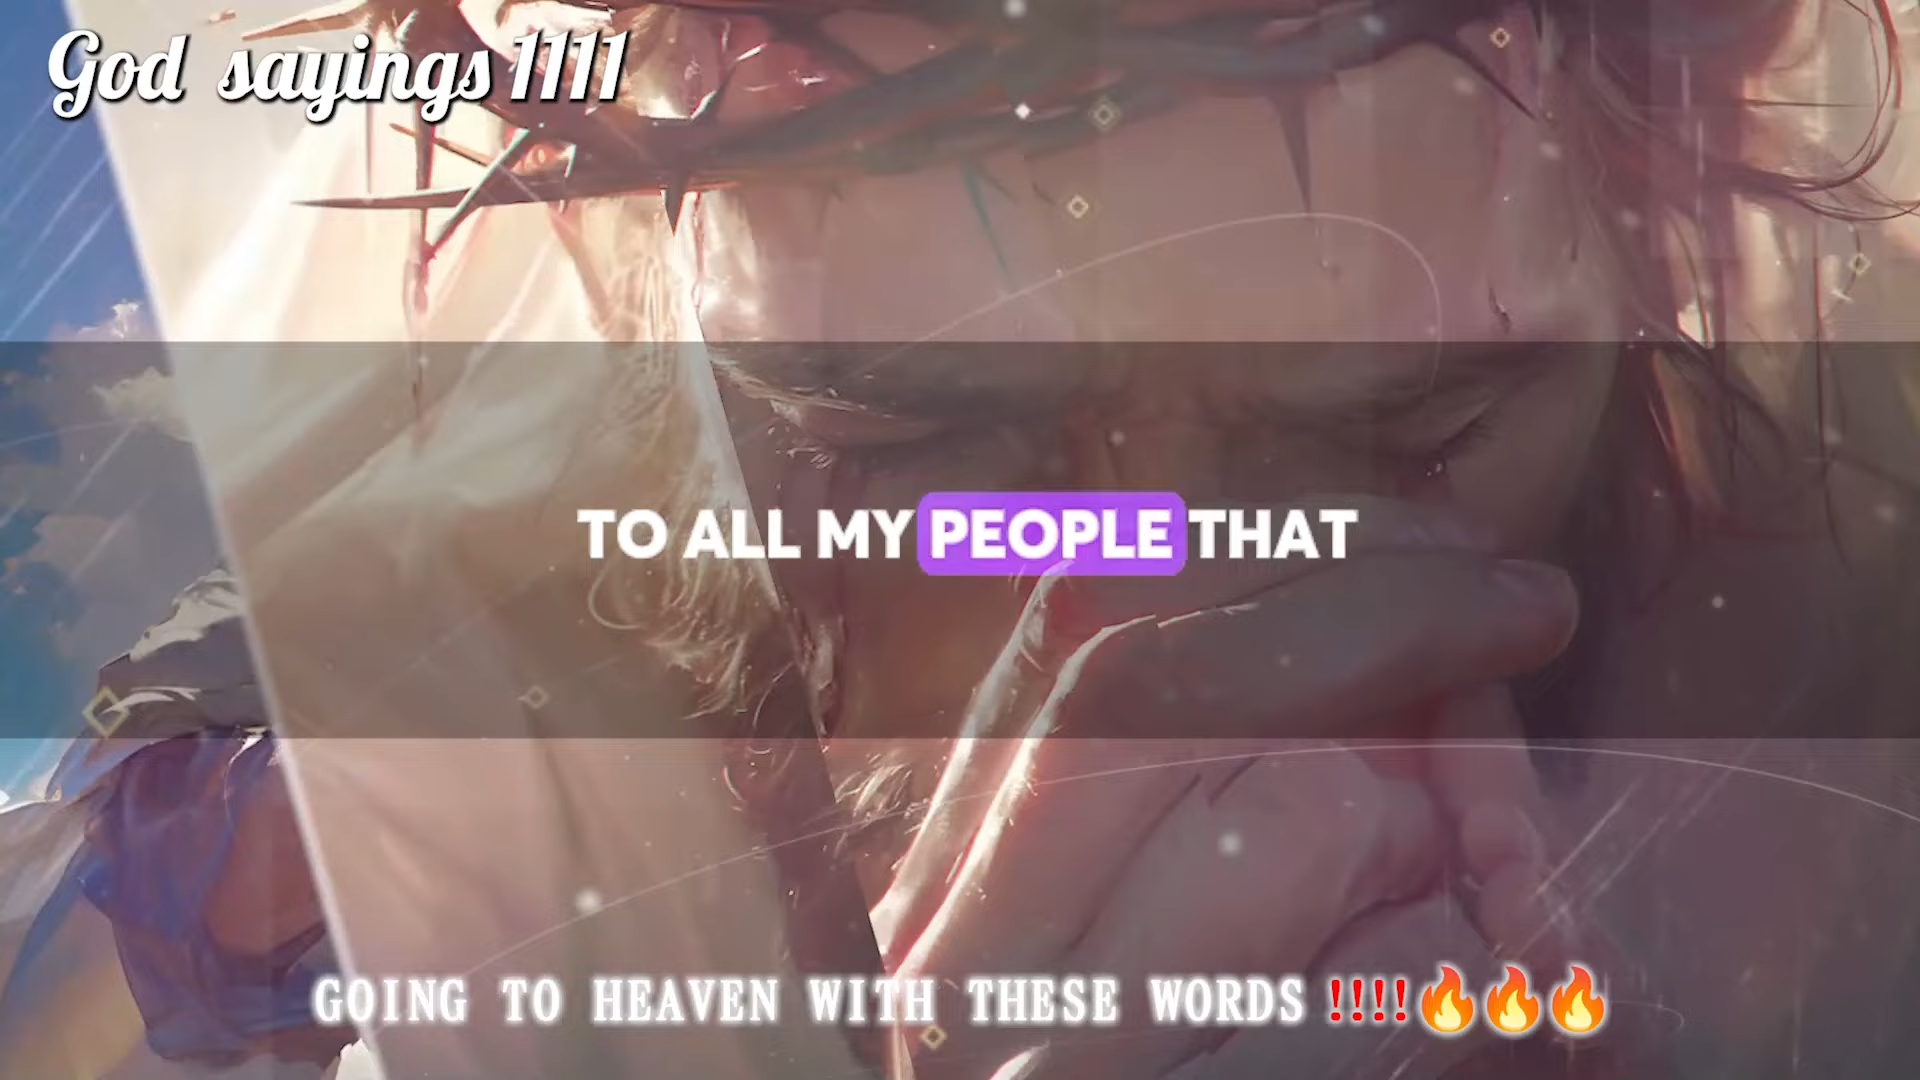 God sayings 1111
TO ALL MY PEOPLE THAT
GOING TO HEAVEN WITH THESE WORDS !!!!🔥🔥🔥